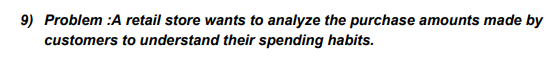 9) Problem :A retail store wants to analyze the purchase amounts made by
customers to understand their spending habits.